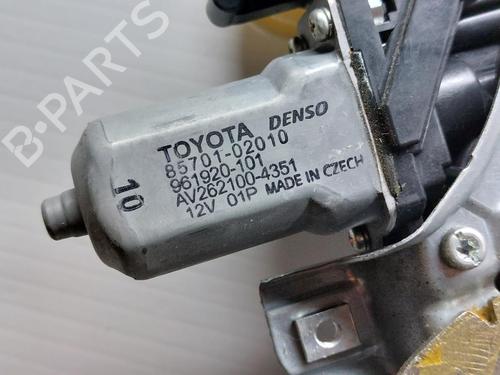 B-Parts
TOYOTA DENSO
85701-02010
961920-101
AV262100-4351
12V 01P MADE IN CZECH
10